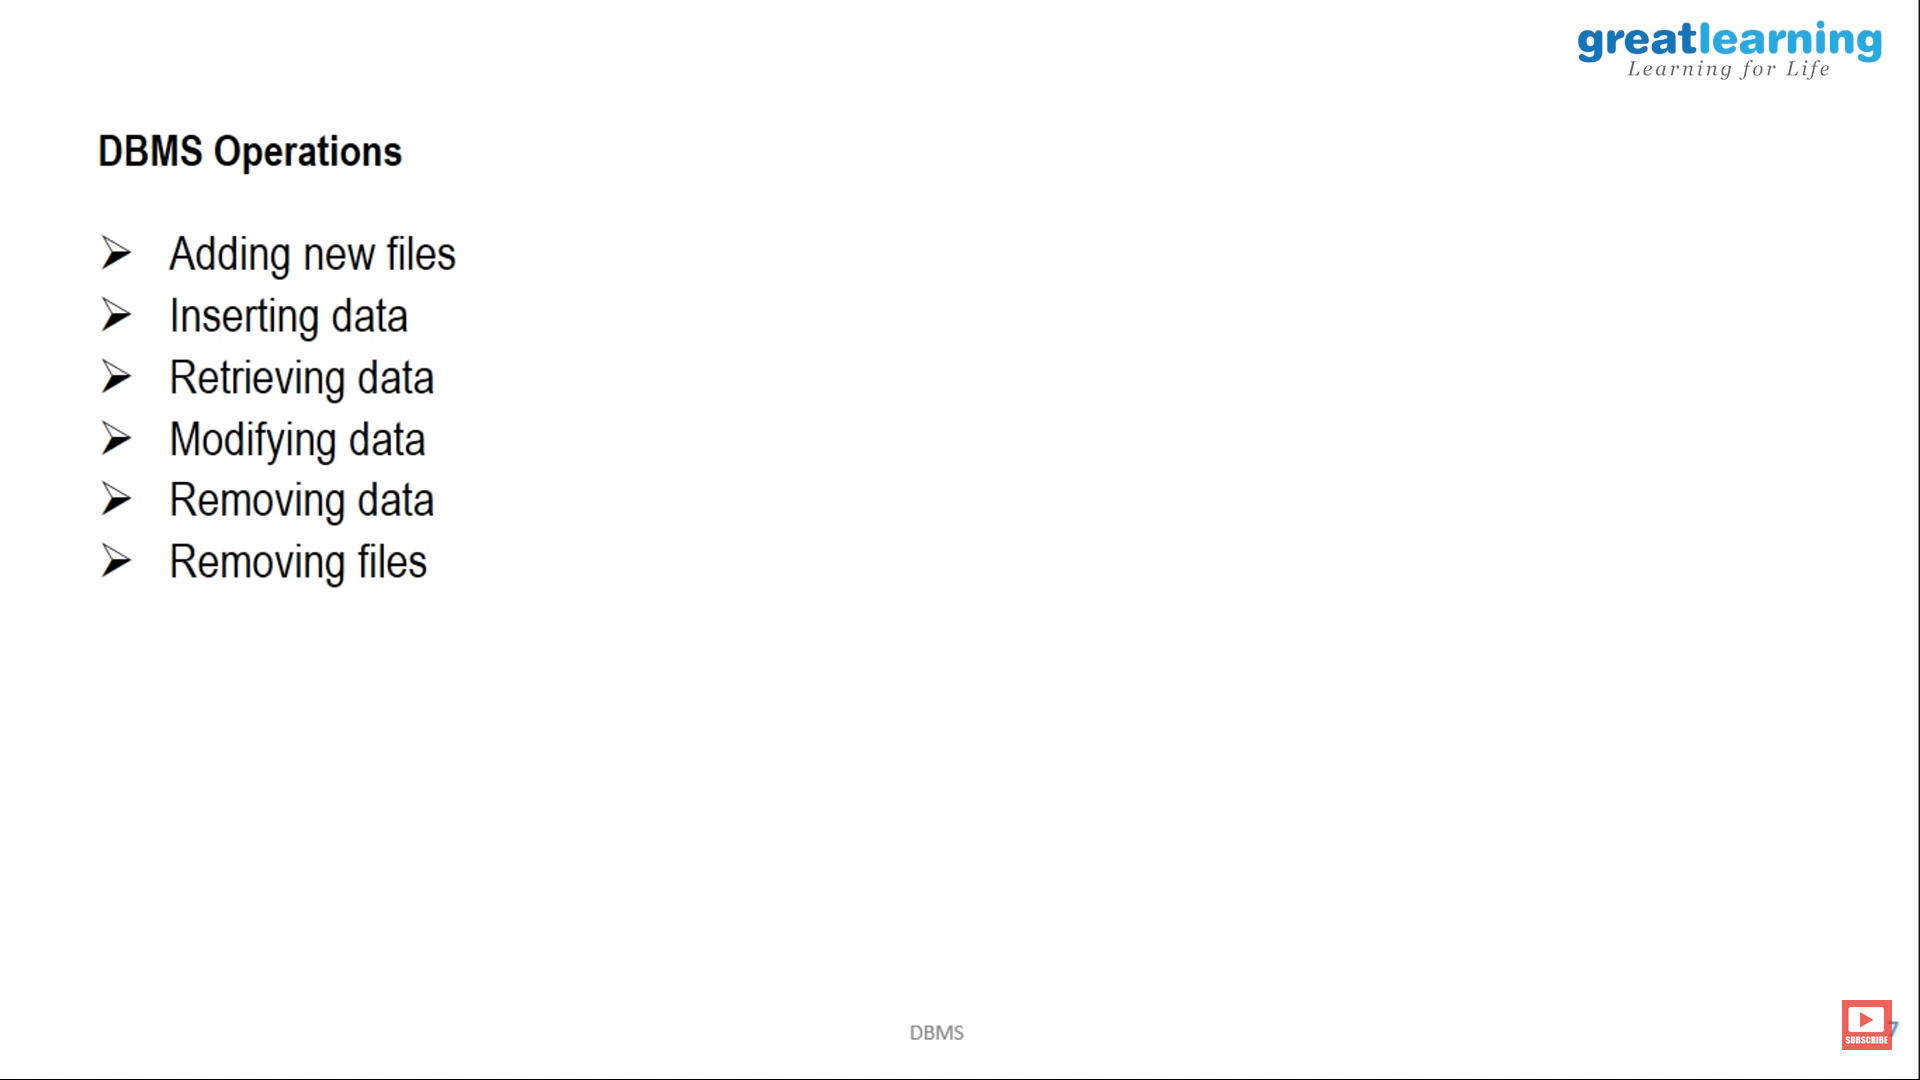 greatlearning
Learning for Life
DBMS Operations
Adding new files
Inserting data
Retrieving data
Modifying data
Removing data
Removing files
DBMS
SUBSCRIBE
7